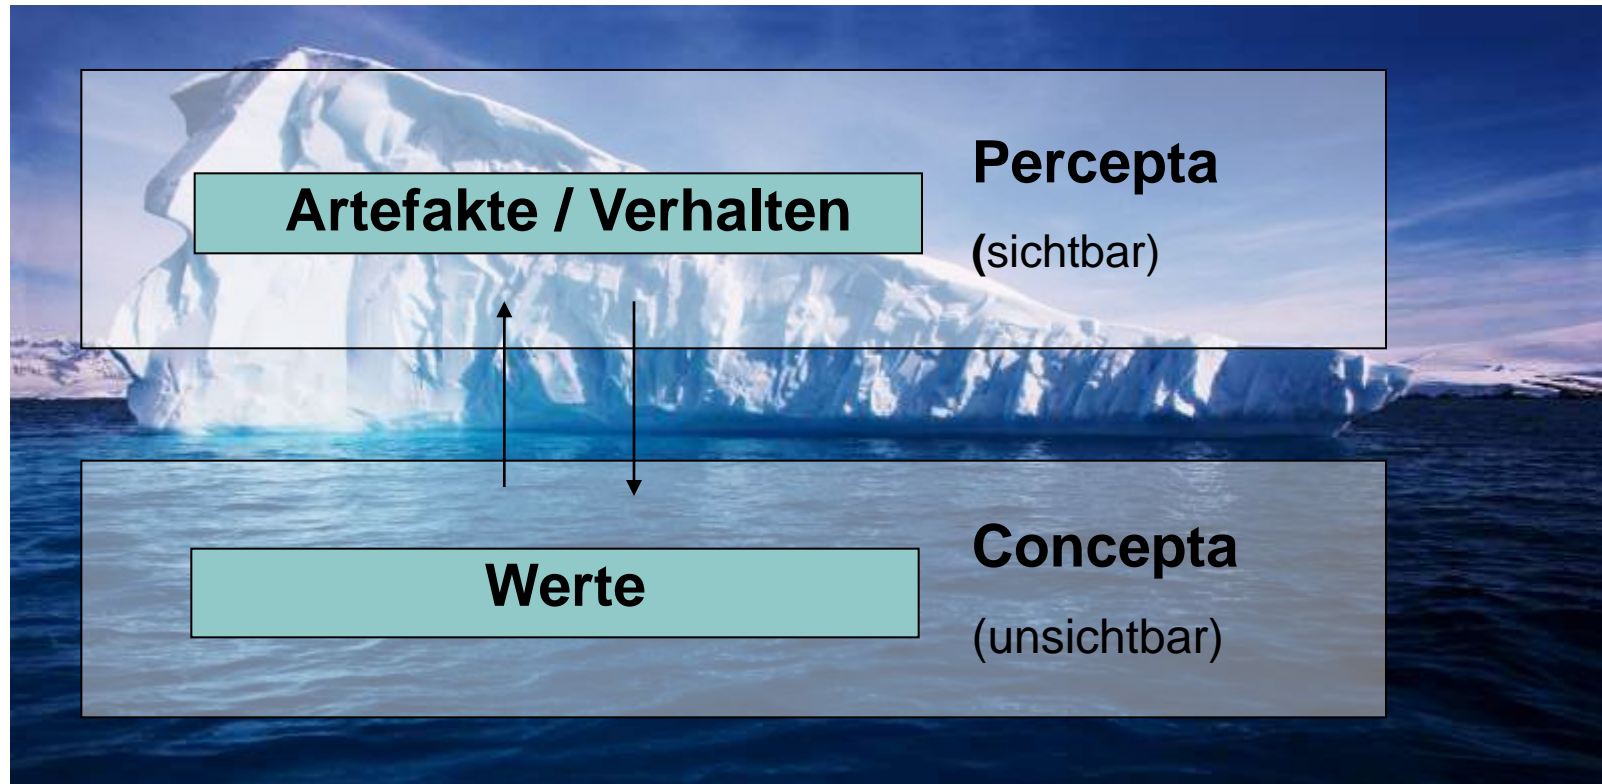 Percepta
Artefakte / Verhalten
(sichtbar)
Concepta
Werte
(unsichtbar)